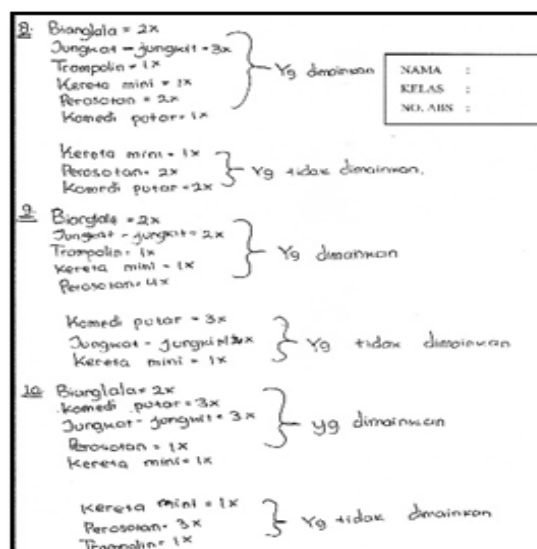 8. Bianglala = 2x
Jungkat - jungkit = 3x
Trampolin = 1x
Kereta mini = 1x
Perosotan = 2x
Komedi putar = 1x
Yg dimainkan
NAMA :
KELAS :
NO. ABS :
Kereta mini = 1x
Perosotan = 2x
Komedi putar = 2x
Yg tidak dimainkan.
9. Bianglala = 2x
Jungkat - jungkit = 2x
Trampolin = 1x
Kereta mini = 1x
Perosotan = 4x
Yg dimainkan
Komedi putar = 3x
Jungkat - jungkit
Kereta mini = 1x
Yg tidak dimainkan
10. Bianglala = 2x
Komedi putar = 3x
Jungkat - jungkit = 3x
Perosotan = 1x
Kereta mini = 1x
yg dimainkan
Kereta mini = 1x
Perosotan = 3x
Trampolin = 1x
Yg tidak dimainkan